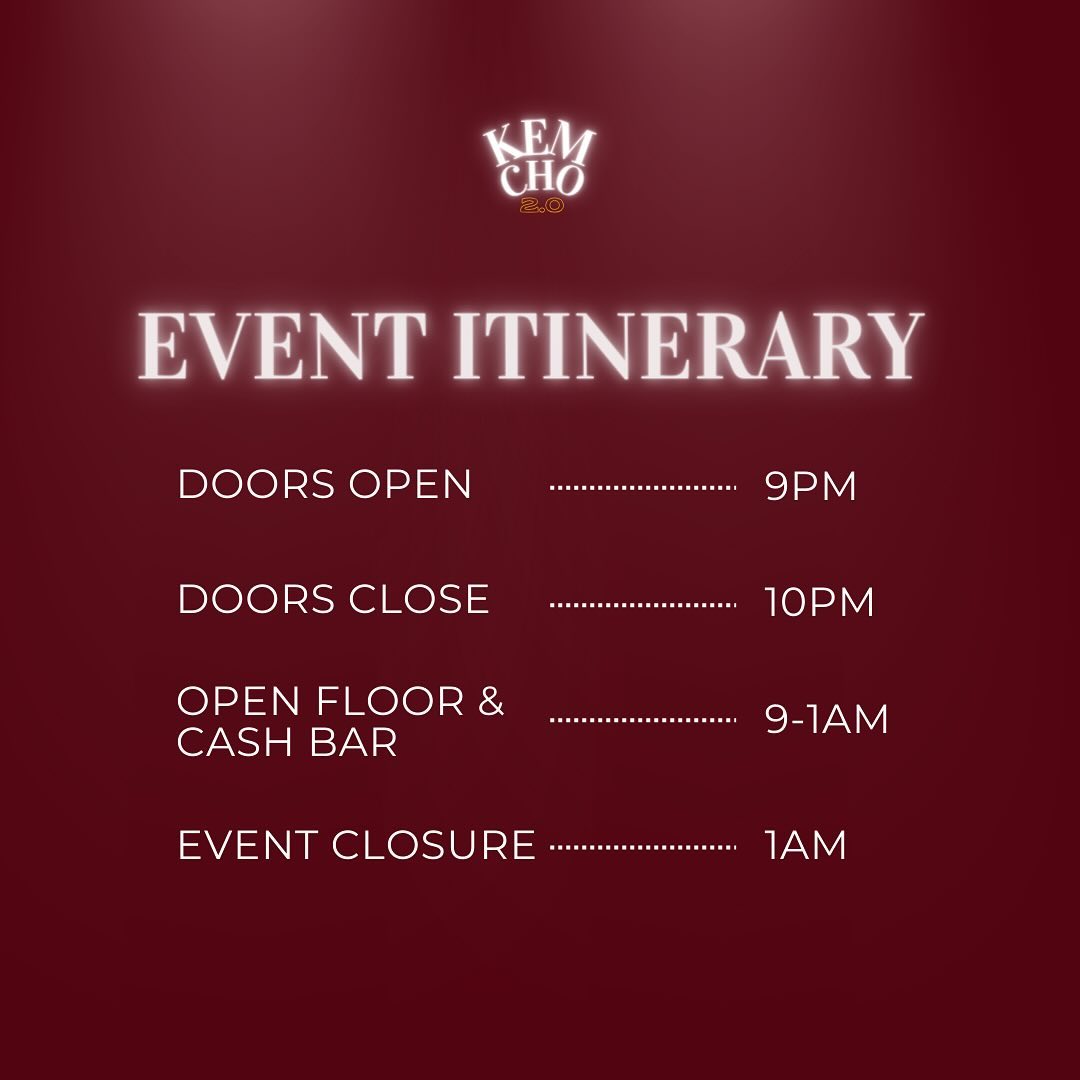 KEM
CHO
2.0
EVENT ITINERARY
DOORS OPEN 9PM
DOORS CLOSE 10PM
OPEN FLOOR &
CASH BAR 9-1AM
EVENT CLOSURE 1AM